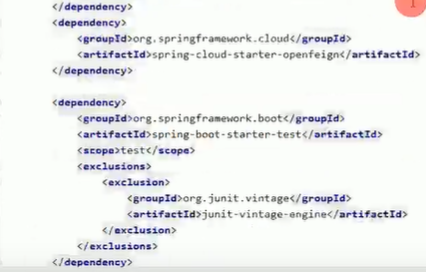 </dependency>
<dependency>
<groupId>org.springframework.cloud</groupId>
<artifactId>spring-cloud-starter-openfeign</artifactId>
</dependency>
<dependency>
<groupId>org.springframework.boot</groupId>
<artifactId>spring-boot-starter-test</artifactId>
<scope>test</scope>
<exclusions>
<exclusion>
<groupId>org.junit.vintage</groupId>
<artifactId>junit-vintage-engine</artifactId>
</exclusion>
</exclusions>
</dependency>